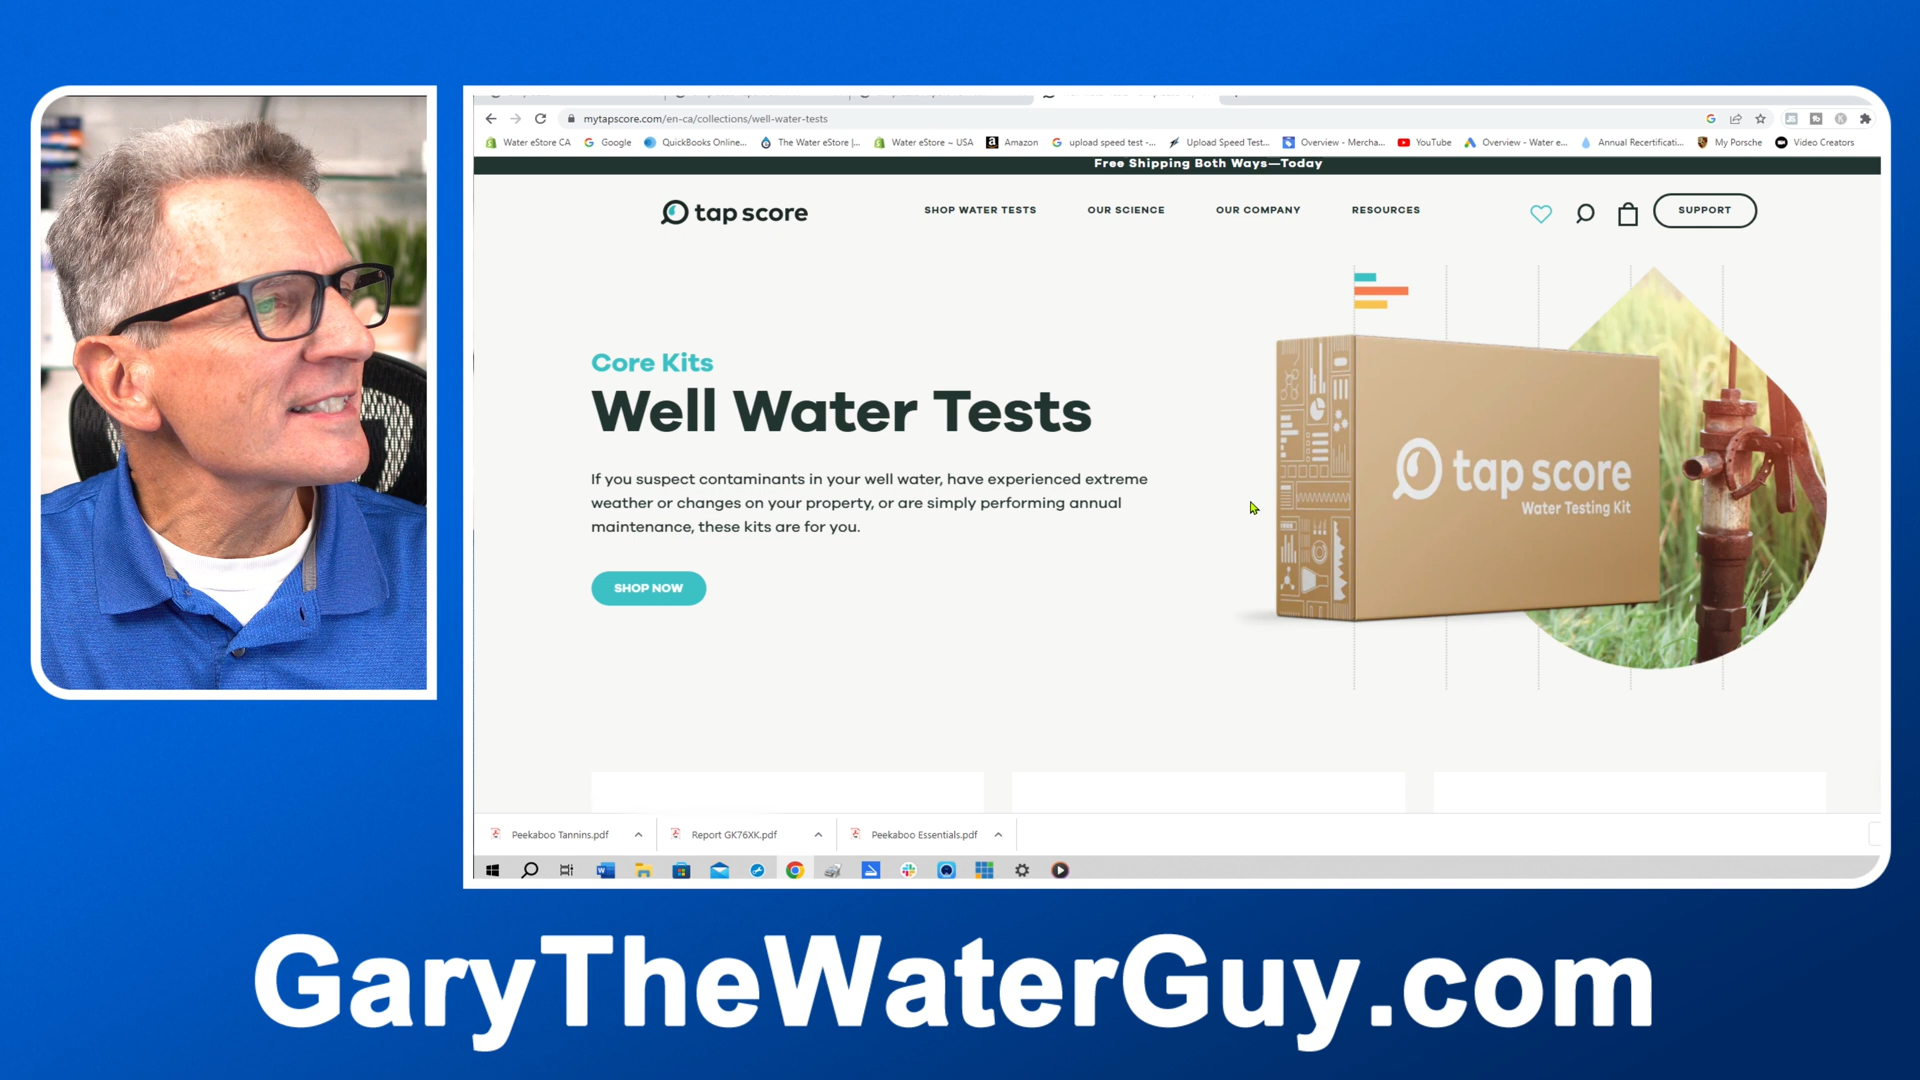 mytapscore.com/en-ca/collections/well-water-tests
Water eStore CA
Google
QuickBooks Online...
The Water eStore |...
Water eStore ~ USA
Amazon
upload speed test -...
Upload Speed Test...
Overview - Mercha...
YouTube
Overview - Water e...
Annual Recertificati...
My Porsche
Video Creators
Free Shipping Both Ways—Today
tap score
SHOP WATER TESTS
OUR SCIENCE
OUR COMPANY
RESOURCES
SUPPORT
Core Kits
Well Water Tests
If you suspect contaminants in your well water, have experienced extreme
weather or changes on your property, or are simply performing annual
maintenance, these kits are for you.
SHOP NOW
tap score
Water Testing Kit
Peekaboo Tannins.pdf
Report GK76XK.pdf
Peekaboo Essentials.pdf
GaryTheWaterGuy.com